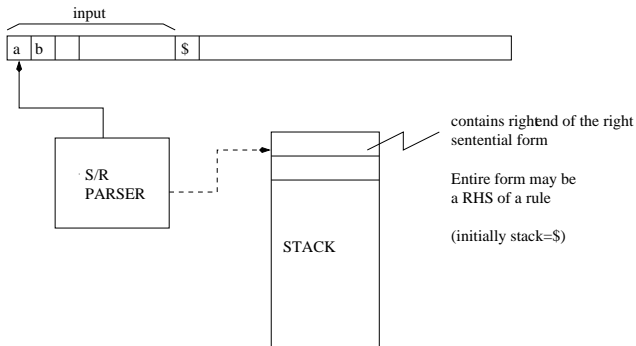 input
a b $
contains rightend of the right
sentential form
S/R
PARSER
Entire form may be
a RHS of a rule
(initially stack=$)
STACK